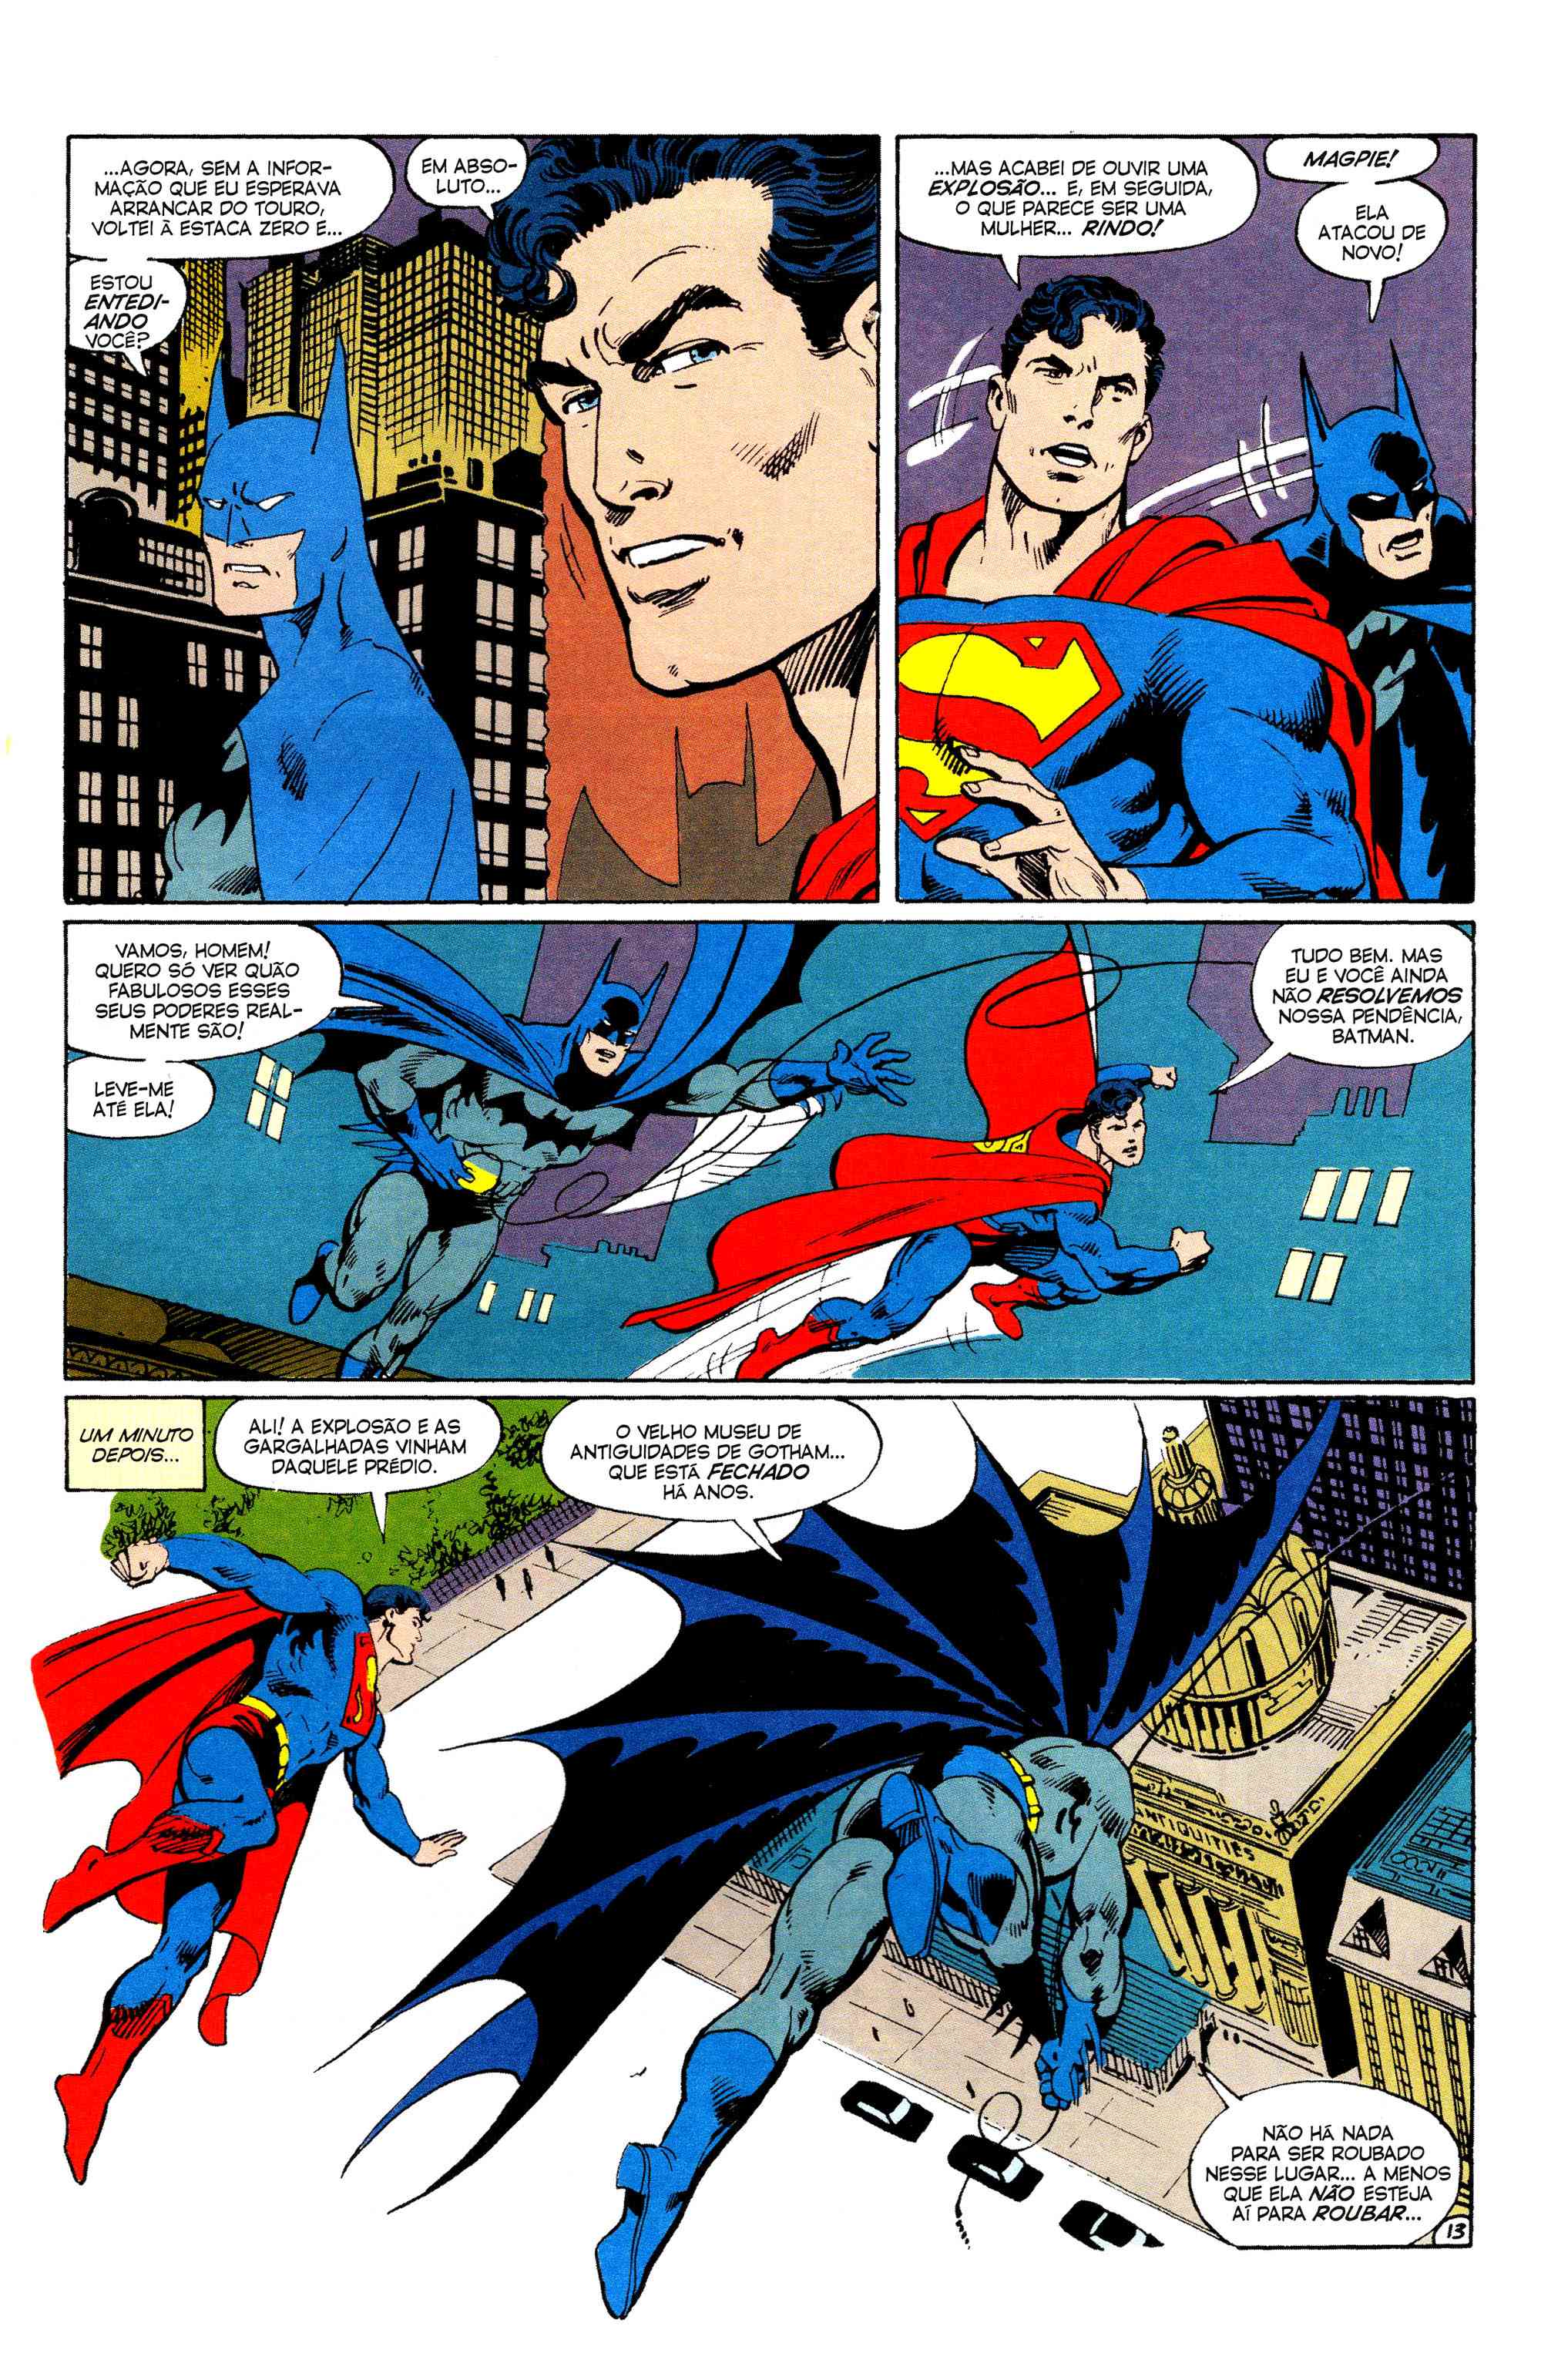 ...AGORA, SEM A INFOR-
MAÇÃO QUE EU ESPERAVA
ARRANCAR DO TOURO,
VOLTEI À ESTACA ZERO E...
ESTOU
ENTEDI-
ANDO
VOCÊ?
EM ABSO-
LUTO...
...MAS ACABEI DE OUVIR UMA
EXPLOSÃO... E, EM SEGUIDA,
O QUE PARECE SER UMA
MULHER... RINDO!
MAGPIE!
ELA
ATACOU DE
NOVO!
VAMOS, HOMEM!
QUERO SÓ VER QUÃO
FABULOSOS ESSES
SEUS PODERES REAL-
MENTE SÃO!
LEVE-ME
ATÉ ELA!
TUDO BEM. MAS
EU E VOCÊ AINDA
NÃO RESOLVEMOS
NOSSA PENDÊNCIA,
BATMAN.
UM MINUTO
DEPOIS...
ALI! A EXPLOSÃO E AS
GARGALHADAS VINHAM
DAQUELE PRÉDIO.
O VELHO MUSEU DE
ANTIGUIDADES DE GOTHAM...
QUE ESTÁ FECHADO
HÁ ANOS.
ANTIQUITIES
NÃO HÁ NADA
PARA SER ROUBADO
NESSE LUGAR... A MENOS
QUE ELA NÃO ESTEJA
AÍ PARA ROUBAR...
13